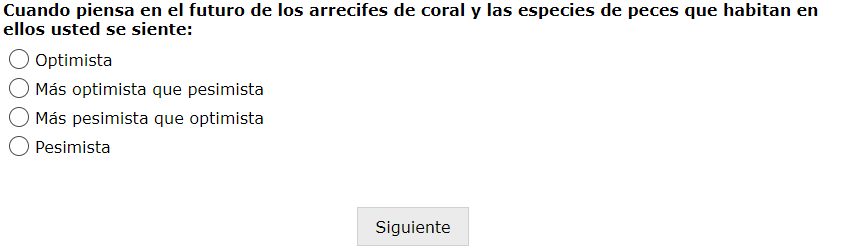 Cuando piensa en el futuro de los arrecifes de coral y las especies de peces que habitan en
ellos usted se siente:
Optimista
Más optimista que pesimista
Más pesimista que optimista
Pesimista
Siguiente